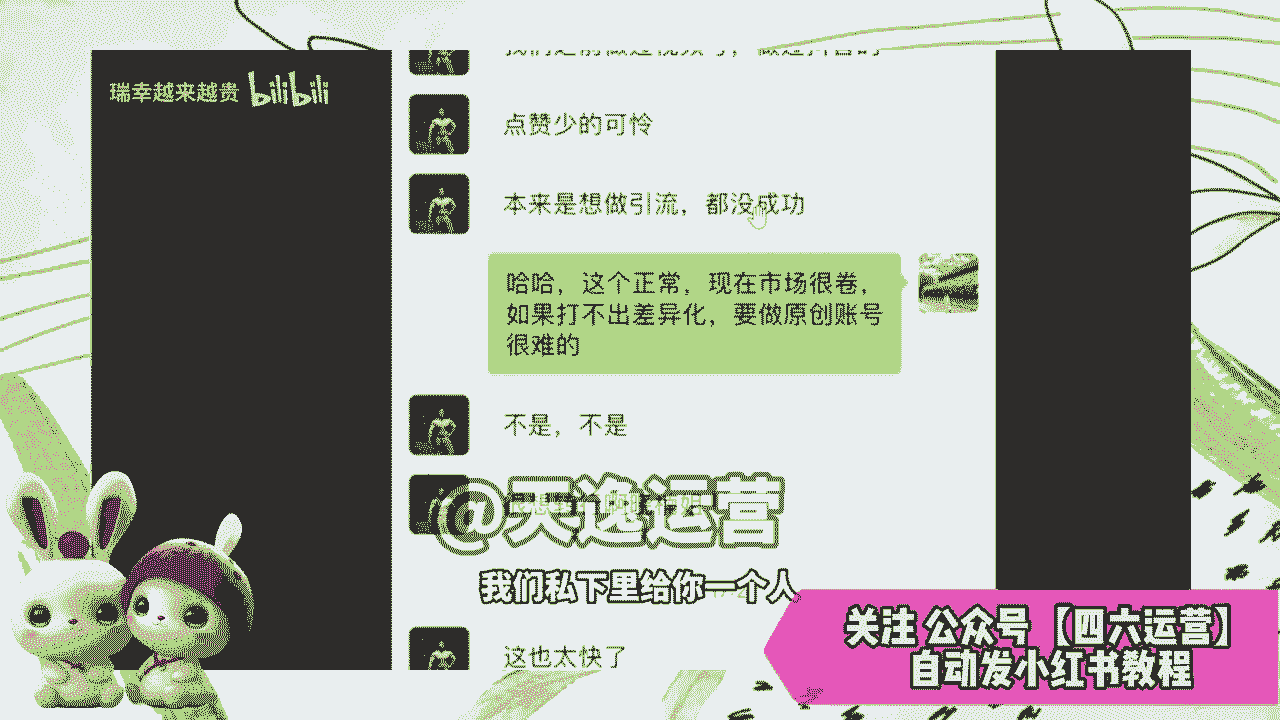 瑞幸越来越贵 bilibili
点赞少的可怜
本来是想做引流，都没成功
哈哈，这个正常，现在市场很卷，
如果打不出差异化，要做原创账号
很难的
不是，不是
@天逸运营
我们私下里给你一个人
这也太快了
关注 公众号 【四六运营】
自动发小红书教程